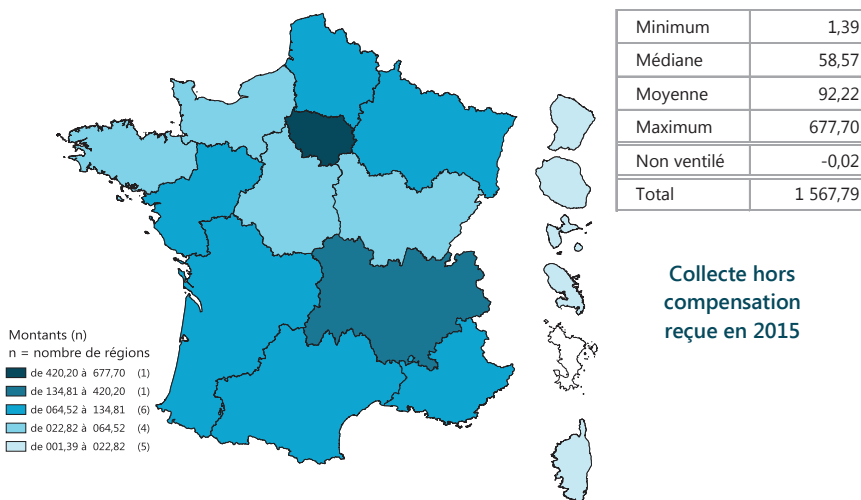 Minimum 1,39
Médiane 58,57
Moyenne 92,22
Maximum 677,70
Non ventilé -0,02
Total 1 567,79
Collecte hors
compensation
reçue en 2015
Montants (n)
n = nombre de régions
de 420,20 à 677,70 (1)
de 134,81 à 420,20 (1)
de 064,52 à 134,81 (6)
de 022,82 à 064,52 (4)
de 001,39 à 022,82 (5)